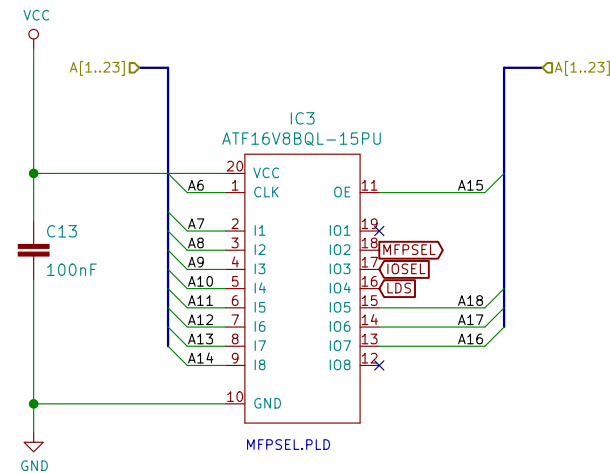 VCC
A[1..23]
A[1..23]
IC3
ATF16V8BQL-15PU
20 VCC
A6 1 CLK
OE 11 A15
A7 2 I1
IO1 19
A8 3 I2
IO2 18 MFPSEL
A9 4 I3
IO3 17 IOSEL
A10 5 I4
IO4 16 LDS
A11 6 I5
IO5 15 A18
A12 7 I6
IO6 14 A17
A13 8 I7
IO7 13 A16
A14 9 I8
IO8 12
C13
100nF
10 GND
MFPSEL.PLD
GND